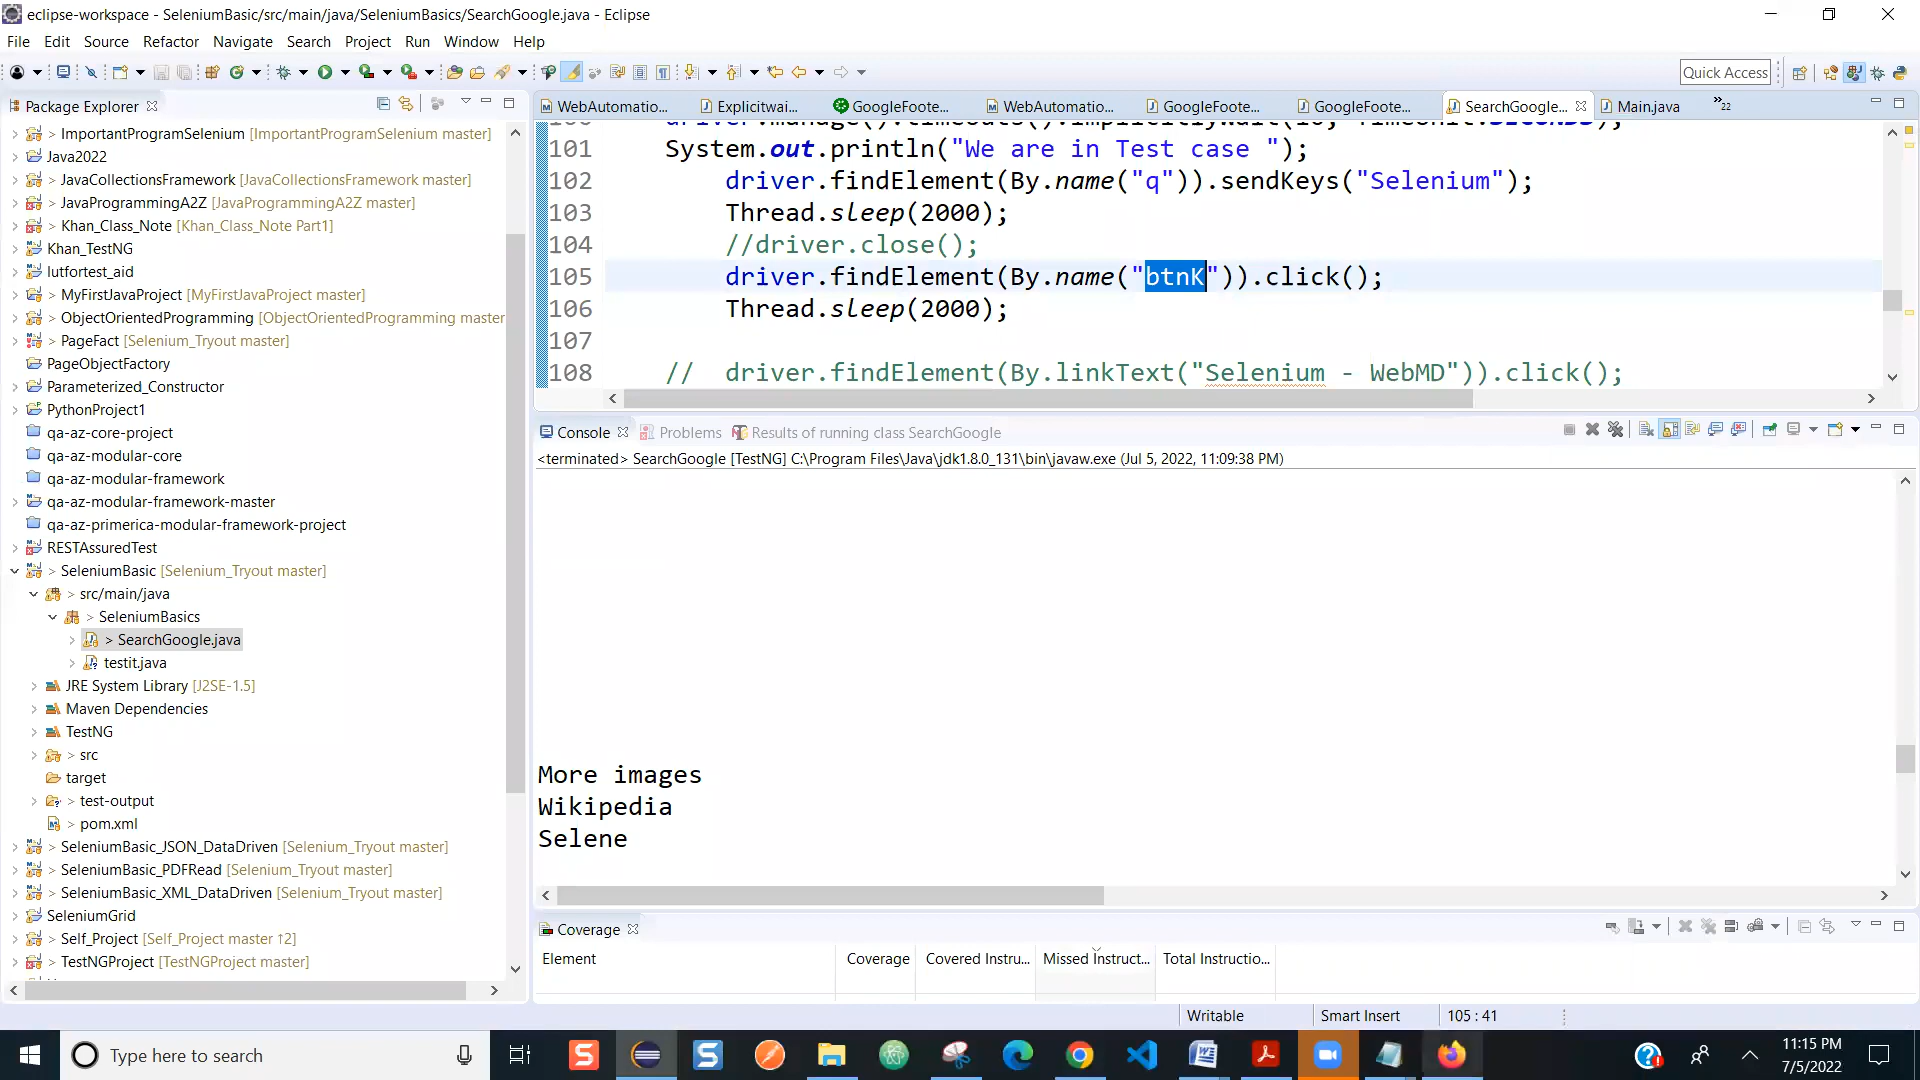 eclipse-workspace - SeleniumBasic/src/main/java/SeleniumBasics/SearchGoogle.java - Eclipse
File Edit Source Refactor Navigate Search Project Run Window Help
Quick Access
Package Explorer
WebAutomatio... Explicitwai... GoogleFoote... WebAutomatio... GoogleFoote... GoogleFoote... SearchGoogle... Main.java »22
> ImportantProgramSelenium [ImportantProgramSelenium master]
Java2022
> JavaCollectionsFramework [JavaCollectionsFramework master]
> JavaProgrammingA2Z [JavaProgrammingA2Z master]
> Khan_Class_Note [Khan_Class_Note Part1]
Khan_TestNG
lutfortest_aid
> MyFirstJavaProject [MyFirstJavaProject master]
> ObjectOrientedProgramming [ObjectOrientedProgramming master
> PageFact [Selenium_Tryout master]
PageObjectFactory
Parameterized_Constructor
PythonProject1
qa-az-core-project
qa-az-modular-core
qa-az-modular-framework
qa-az-modular-framework-master
qa-az-primerica-modular-framework-project
RESTAssuredTest
> SeleniumBasic [Selenium_Tryout master]
> src/main/java
> SeleniumBasics
> SearchGoogle.java
testit.java
JRE System Library [J2SE-1.5]
Maven Dependencies
TestNG
> src
target
> test-output
> pom.xml
> SeleniumBasic_JSON_DataDriven [Selenium_Tryout master]
> SeleniumBasic_PDFRead [Selenium_Tryout master]
> SeleniumBasic_XML_DataDriven [Selenium_Tryout master]
SeleniumGrid
> Self_Project [Self_Project master ↑2]
> TestNGProject [TestNGProject master]
101 System.out.println("We are in Test case ");
102 driver.findElement(By.name("q")).sendKeys("Selenium");
103 Thread.sleep(2000);
104 //driver.close();
105 driver.findElement(By.name("btnK")).click();
106 Thread.sleep(2000);
107
108 // driver.findElement(By.linkText("Selenium - WebMD")).click();
Console Problems Results of running class SearchGoogle
<terminated> SearchGoogle [TestNG] C:\Program Files\Java\jdk1.8.0_131\bin\javaw.exe (Jul 5, 2022, 11:09:38 PM)
More images
Wikipedia
Selene
Coverage
Element Coverage Covered Instru... Missed Instruct... Total Instructio...
Writable Smart Insert 105 : 41
Type here to search
11:15 PM
7/5/2022